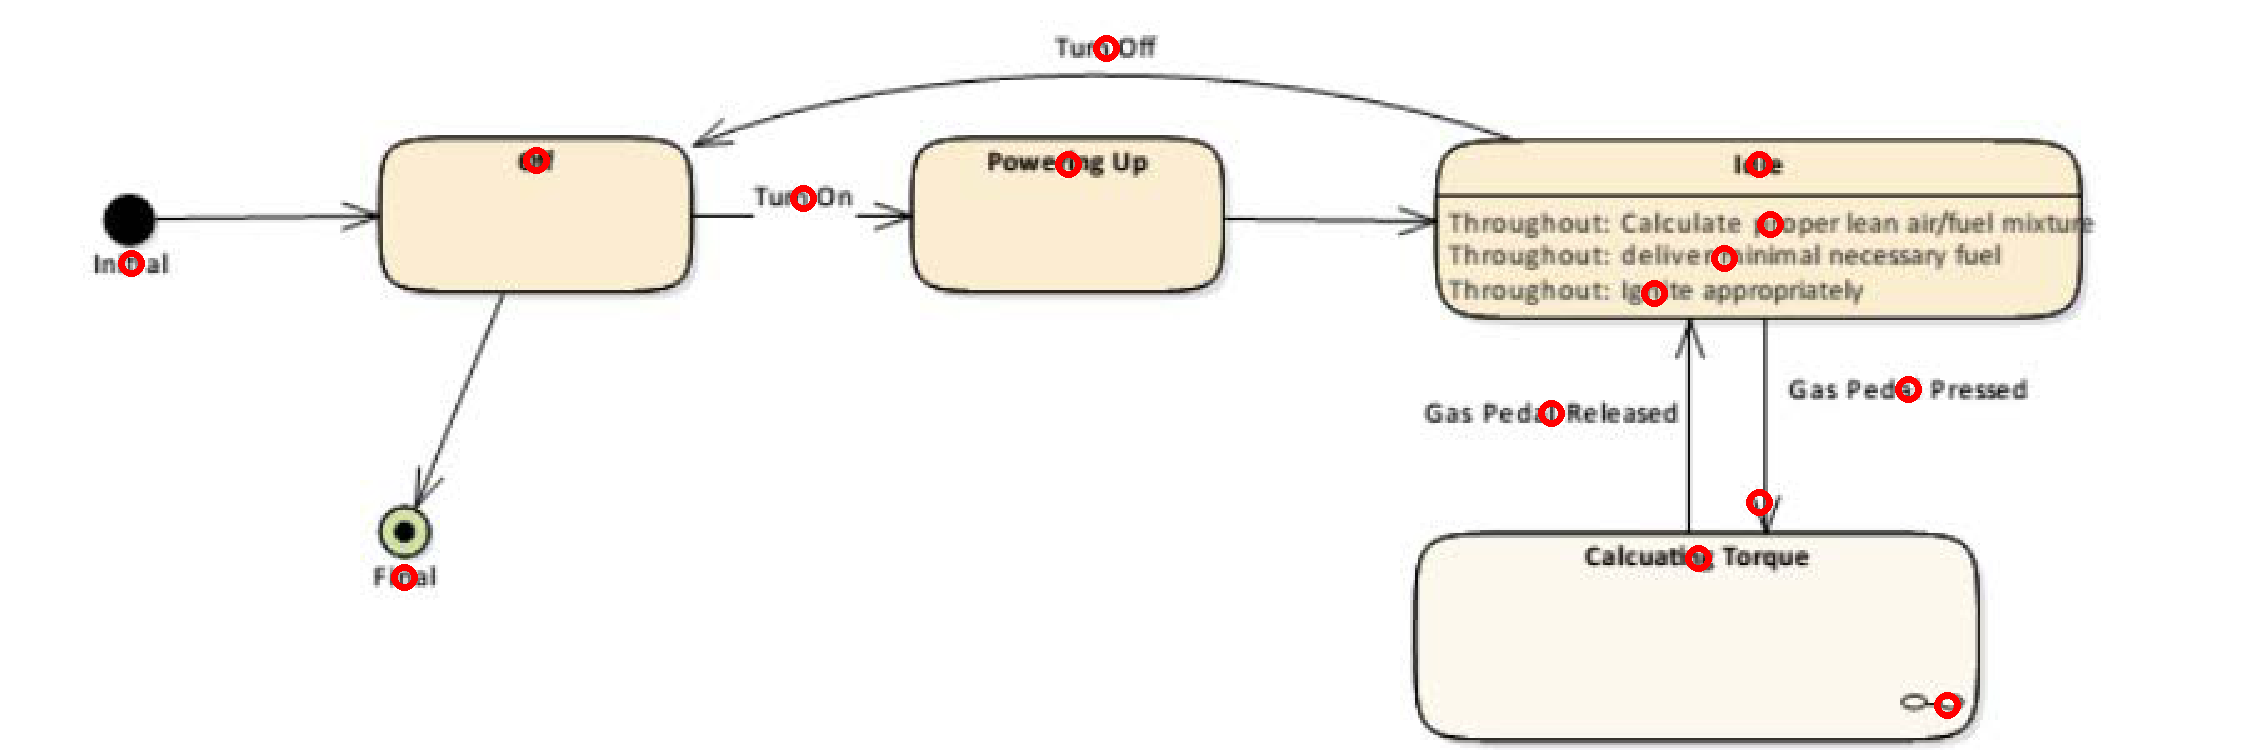 Turn Off
Off
Powering Up
Idle
Turn On
Throughout: Calculate proper lean air/fuel mixture
Throughout: deliver minimal necessary fuel
Throughout: Ignite appropriately
Initial
Gas Pedal Pressed
Gas Pedal Released
Final
Calcuating Torque